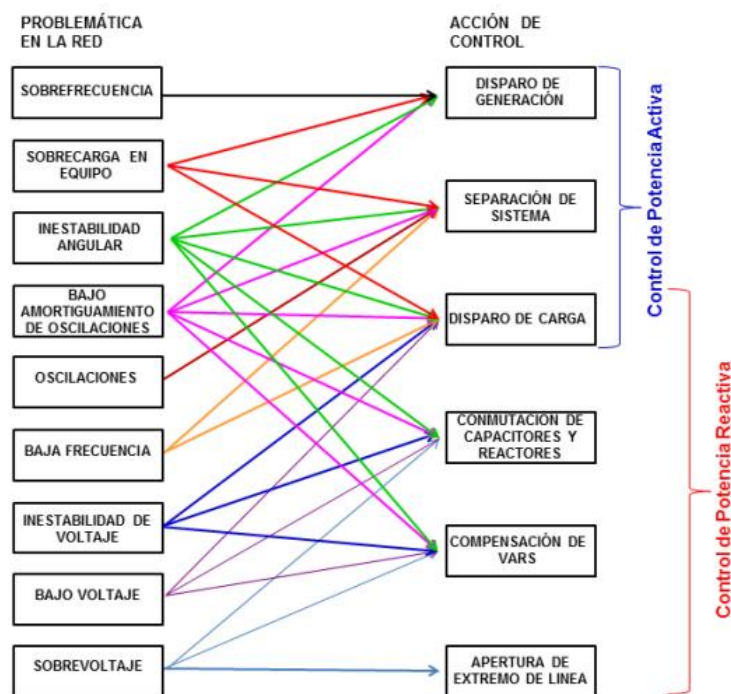 PROBLEMÁTICA
EN LA RED
ACCIÓN DE
CONTROL
SOBREFRECUENCIA
SOBRECARGA EN
EQUIPO
INESTABILIDAD
ANGULAR
BAJO
AMORTIGUAMIENTO
DE OSCILACIONES
OSCILACIONES
BAJA FRECUENCIA
INESTABILIDAD DE
VOLTAJE
BAJO VOLTAJE
SOBREVOLTAJE
DISPARO DE
GENERACIÓN
SEPARACIÓN DE
SISTEMA
DISPARO DE CARGA
CONMUTACION DE
CAPACITORES Y
REACTORES
COMPENSACIÓN DE
VARS
APERTURA DE
EXTREMO DE LINEA
Control de Potencia Activa
Control de Potencia Reactiva